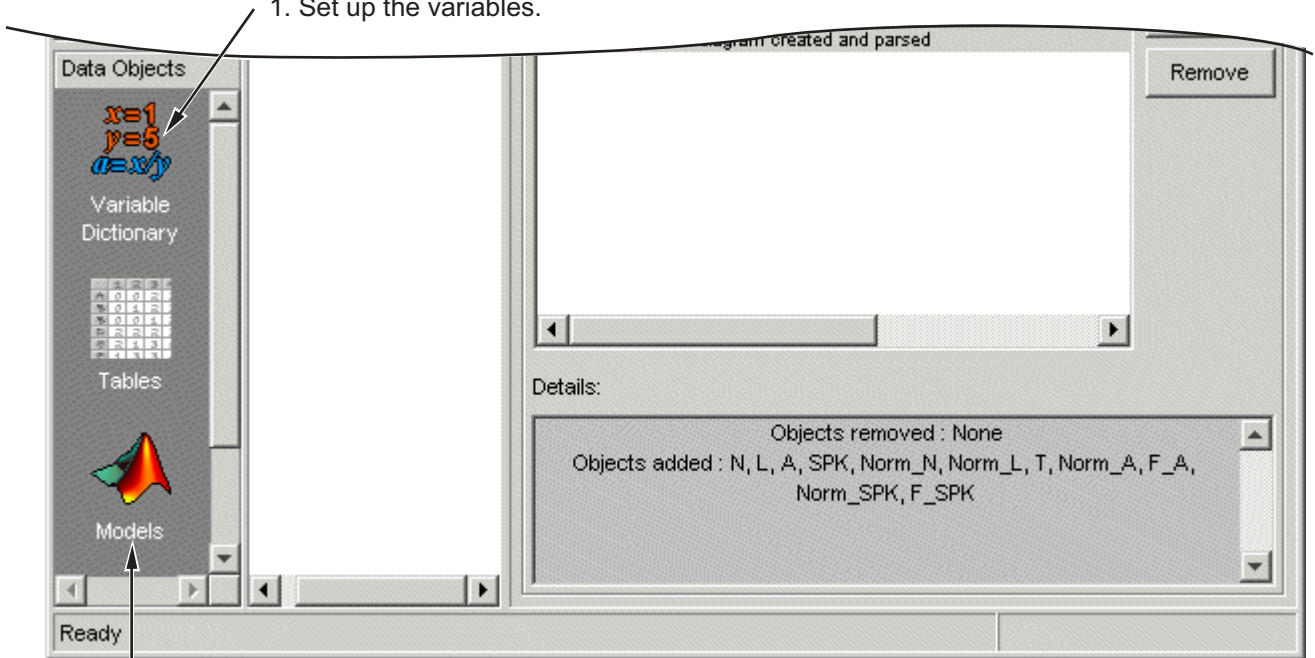 1. Set up the variables.
created and parsed
Data Objects
Remove
x=1
y=5
a=x/y
Variable
Dictionary
Tables
Details:
Objects removed : None
Objects added : N, L, A, SPK, Norm_N, Norm_L, T, Norm_A, F_A,
Norm_SPK, F_SPK
Models
Ready